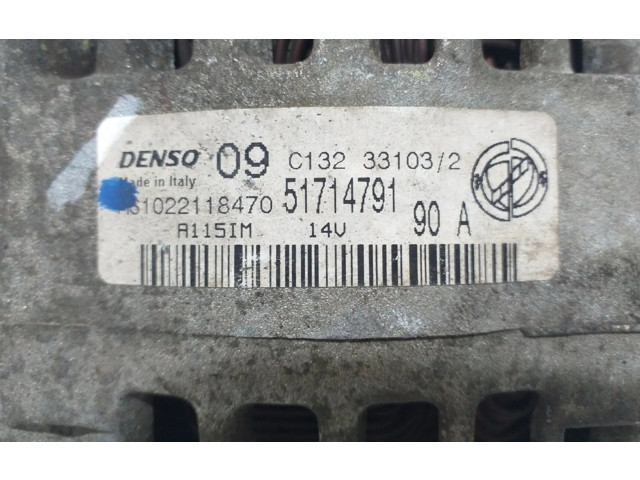 DENSO 09 C132 33103/2
Made in Italy
MS1022118470 51714791
A115IM 14V 90 A